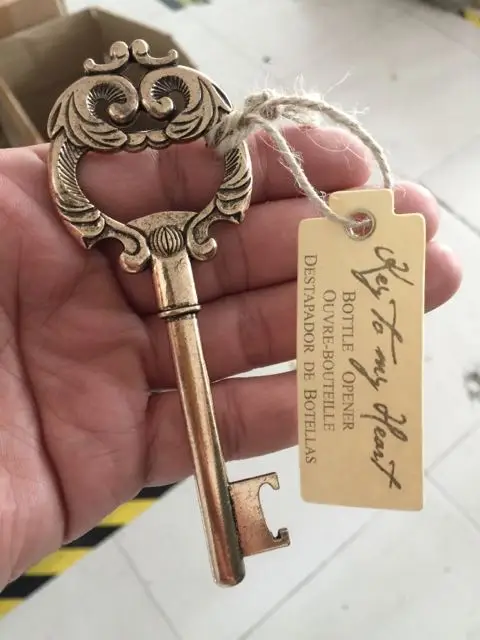 Key to my Heart
BOTTLE OPENER
OUVRE-BOUTEILLE
DESTAPADOR DE BOTELLAS